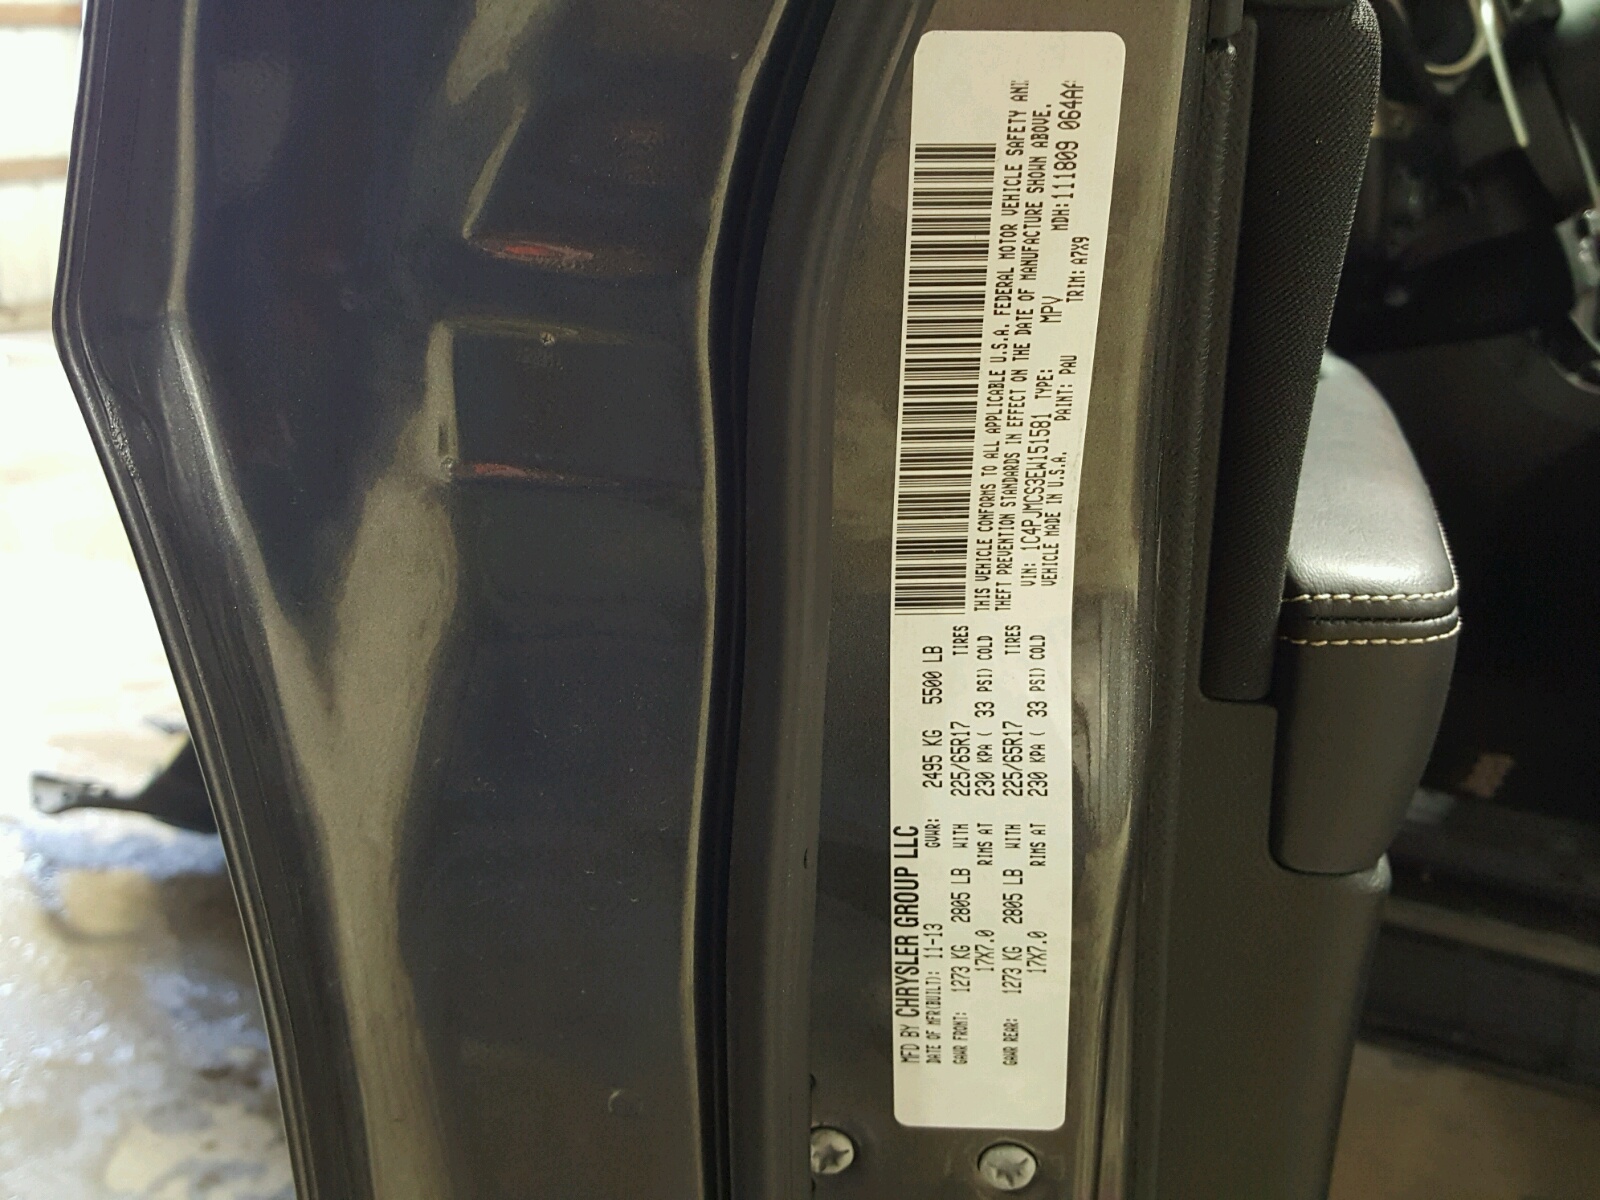 MFD BY CHRYSLER GROUP LLC
DATE OF MFR(BUILT): 11-13 GVWR: 2495 KG 5500 LB
GAWR FRONT: 1273 KG 2805 LB WITH 225/65R17 TIRES
17X7.0 RIMS AT 230 KPA ( 33 PSI) COLD
GAWR REAR: 1273 KG 2805 LB WITH 225/65R17 TIRES
17X7.0 RIMS AT 230 KPA ( 33 PSI) COLD
THIS VEHICLE CONFORMS TO ALL APPLICABLE U.S.A. FEDERAL MOTOR VEHICLE SAFETY AND
THEFT PREVENTION STANDARDS IN EFFECT ON THE DATE OF MANUFACTURE SHOWN ABOVE.
VIN: 1C4PJMCS3EW151581 TYPE: MPV MDH:111809 064AA
VEHICLE MADE IN U.S.A. PAINT: PAU TRIM: A7X9